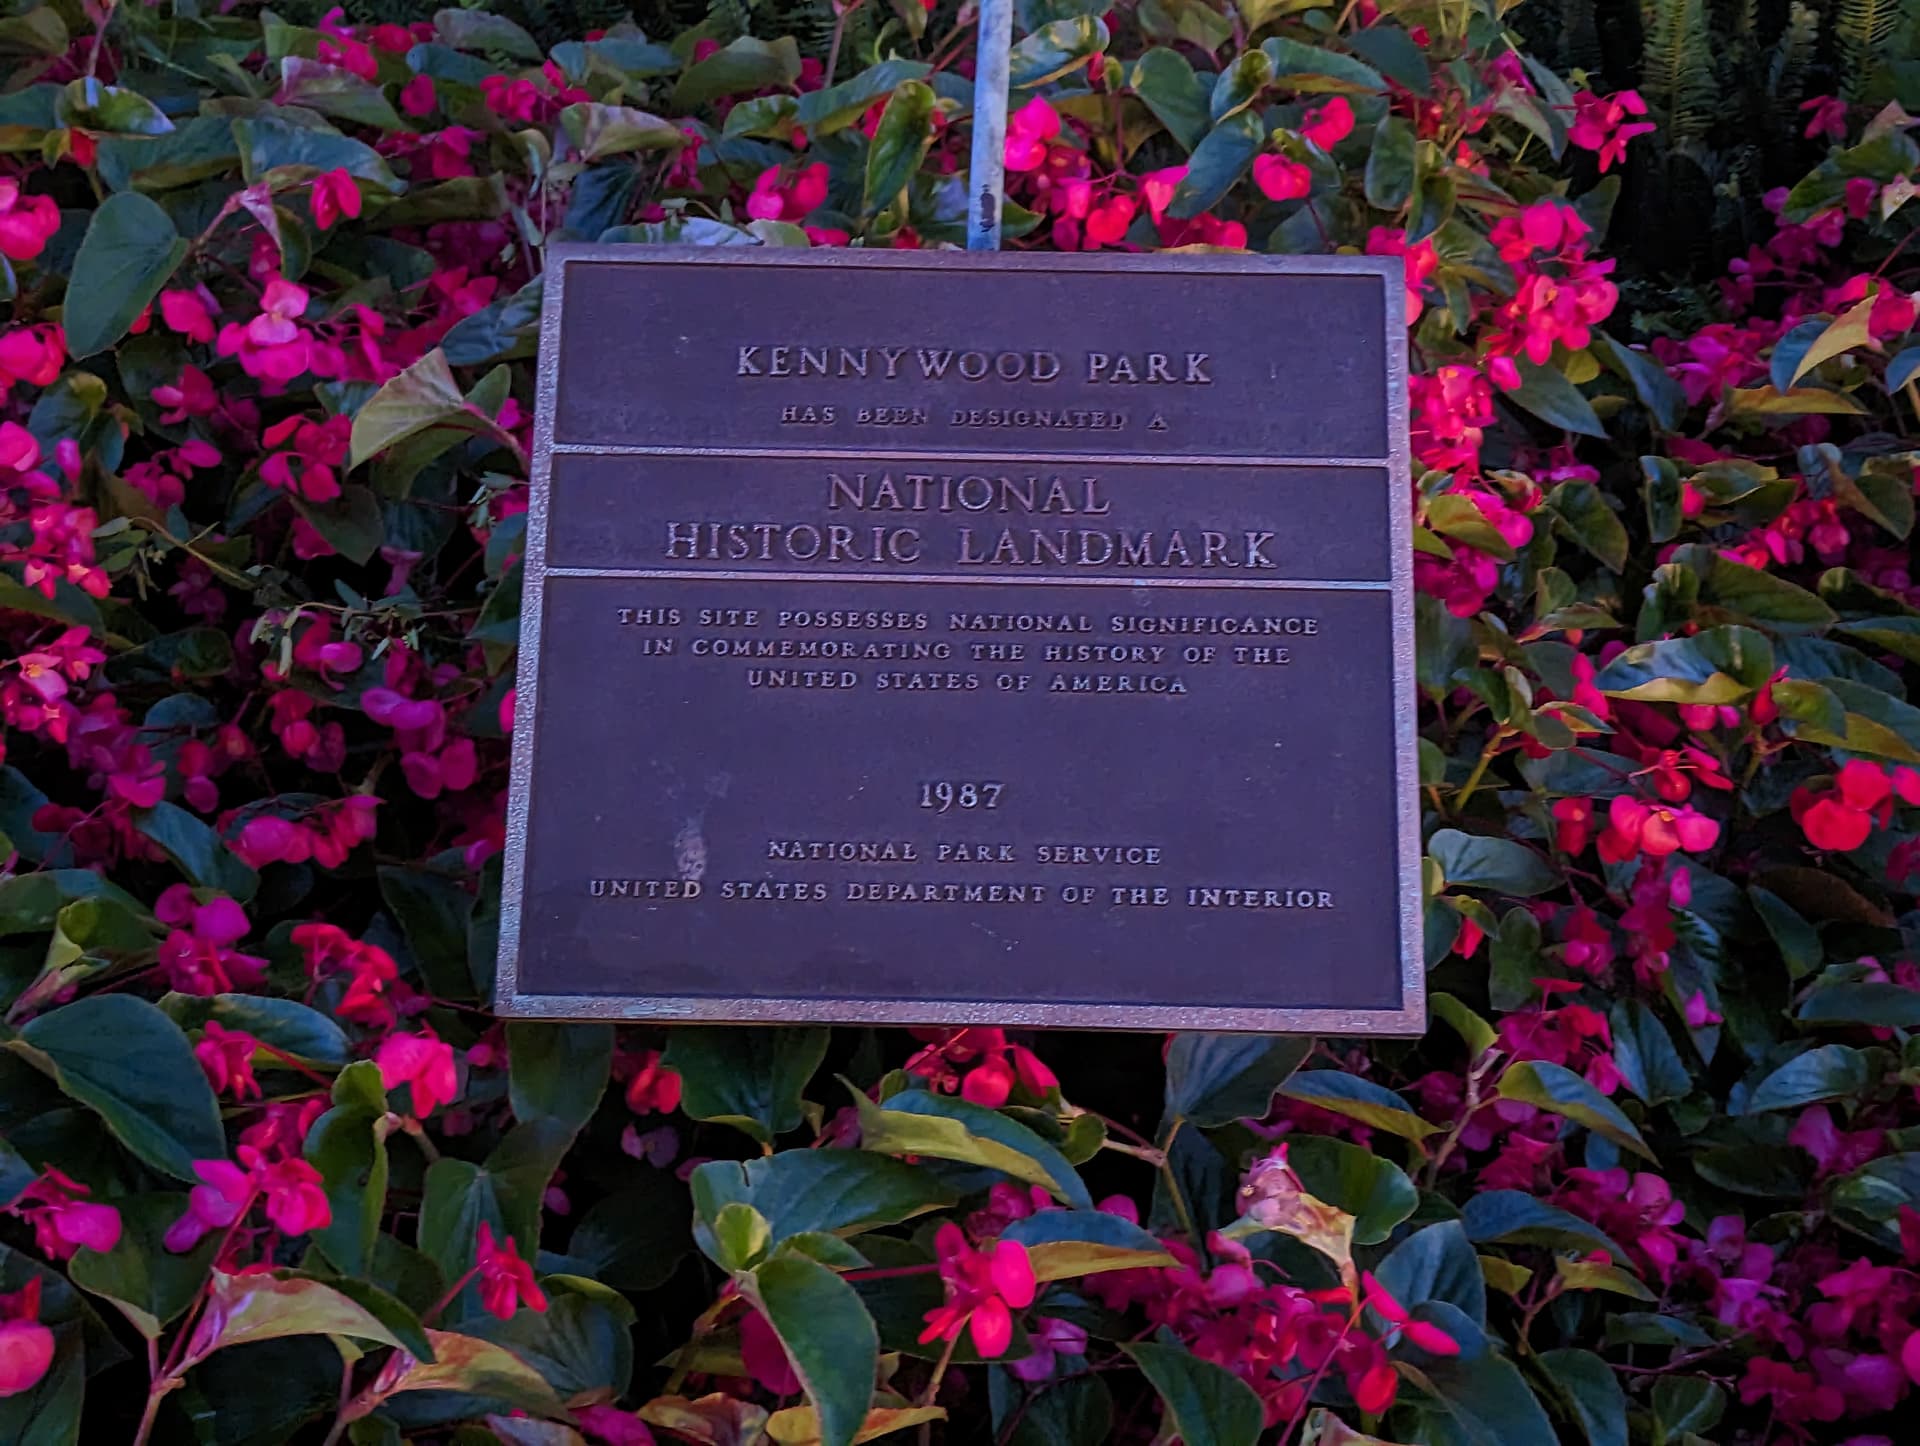 KENNYWOOD PARK
HAS BEEN DESIGNATED A
NATIONAL
HISTORIC LANDMARK
THIS SITE POSSESSES NATIONAL SIGNIFICANCE
IN COMMEMORATING THE HISTORY OF THE
UNITED STATES OF AMERICA
1987
NATIONAL PARK SERVICE
UNITED STATES DEPARTMENT OF THE INTERIOR